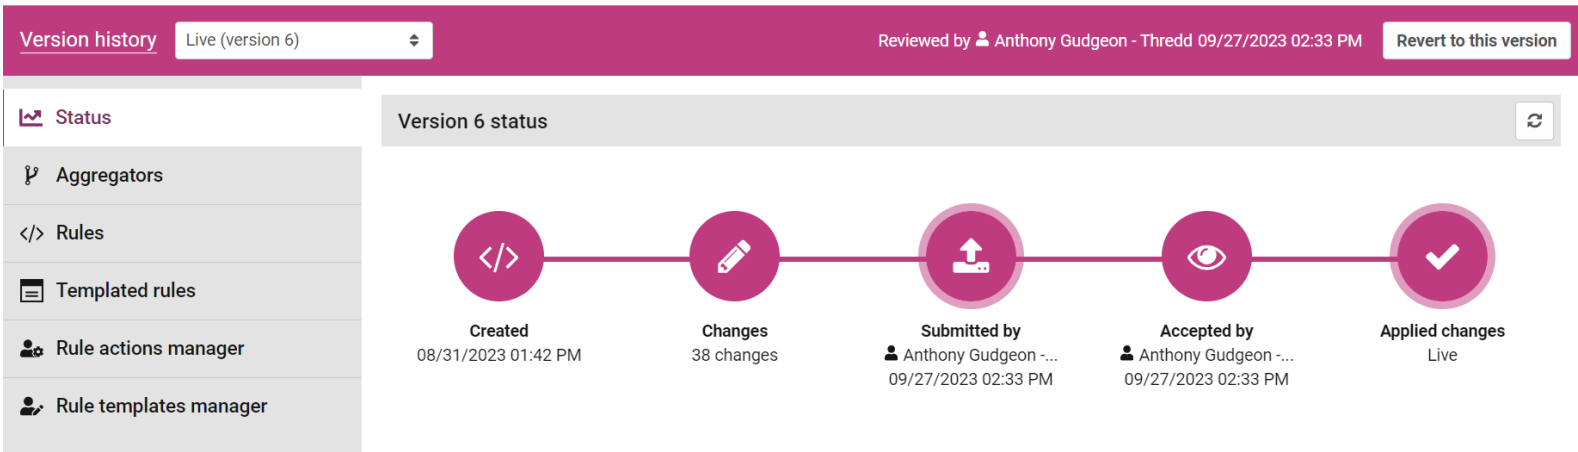 Version history
Live (version 6)
Reviewed by Anthony Gudgeon - Thredd 09/27/2023 02:33 PM
Revert to this version
Status
Aggregators
Rules
Templated rules
Rule actions manager
Rule templates manager
Version 6 status
Created
08/31/2023 01:42 PM
Changes
38 changes
Submitted by
Anthony Gudgeon -...
09/27/2023 02:33 PM
Accepted by
Anthony Gudgeon -...
09/27/2023 02:33 PM
Applied changes
Live